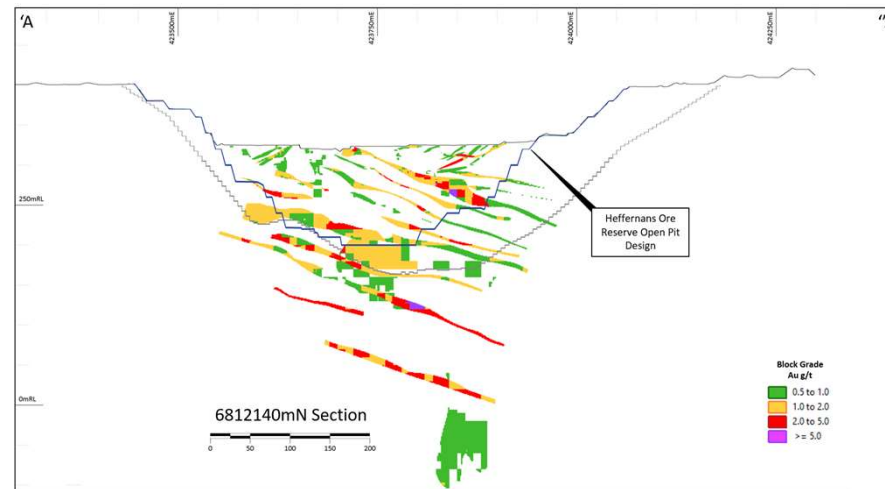 'A
423500mE
423750mE
424000mE
424250mE
250mRL
Heffernans Ore
Reserve Open Pit
Design
Block Grade
Au g/t
0.5 to 1.0
1.0 to 2.0
2.0 to 5.0
>= 5.0
0mRL
6812140mN Section
0 50 100 150 200